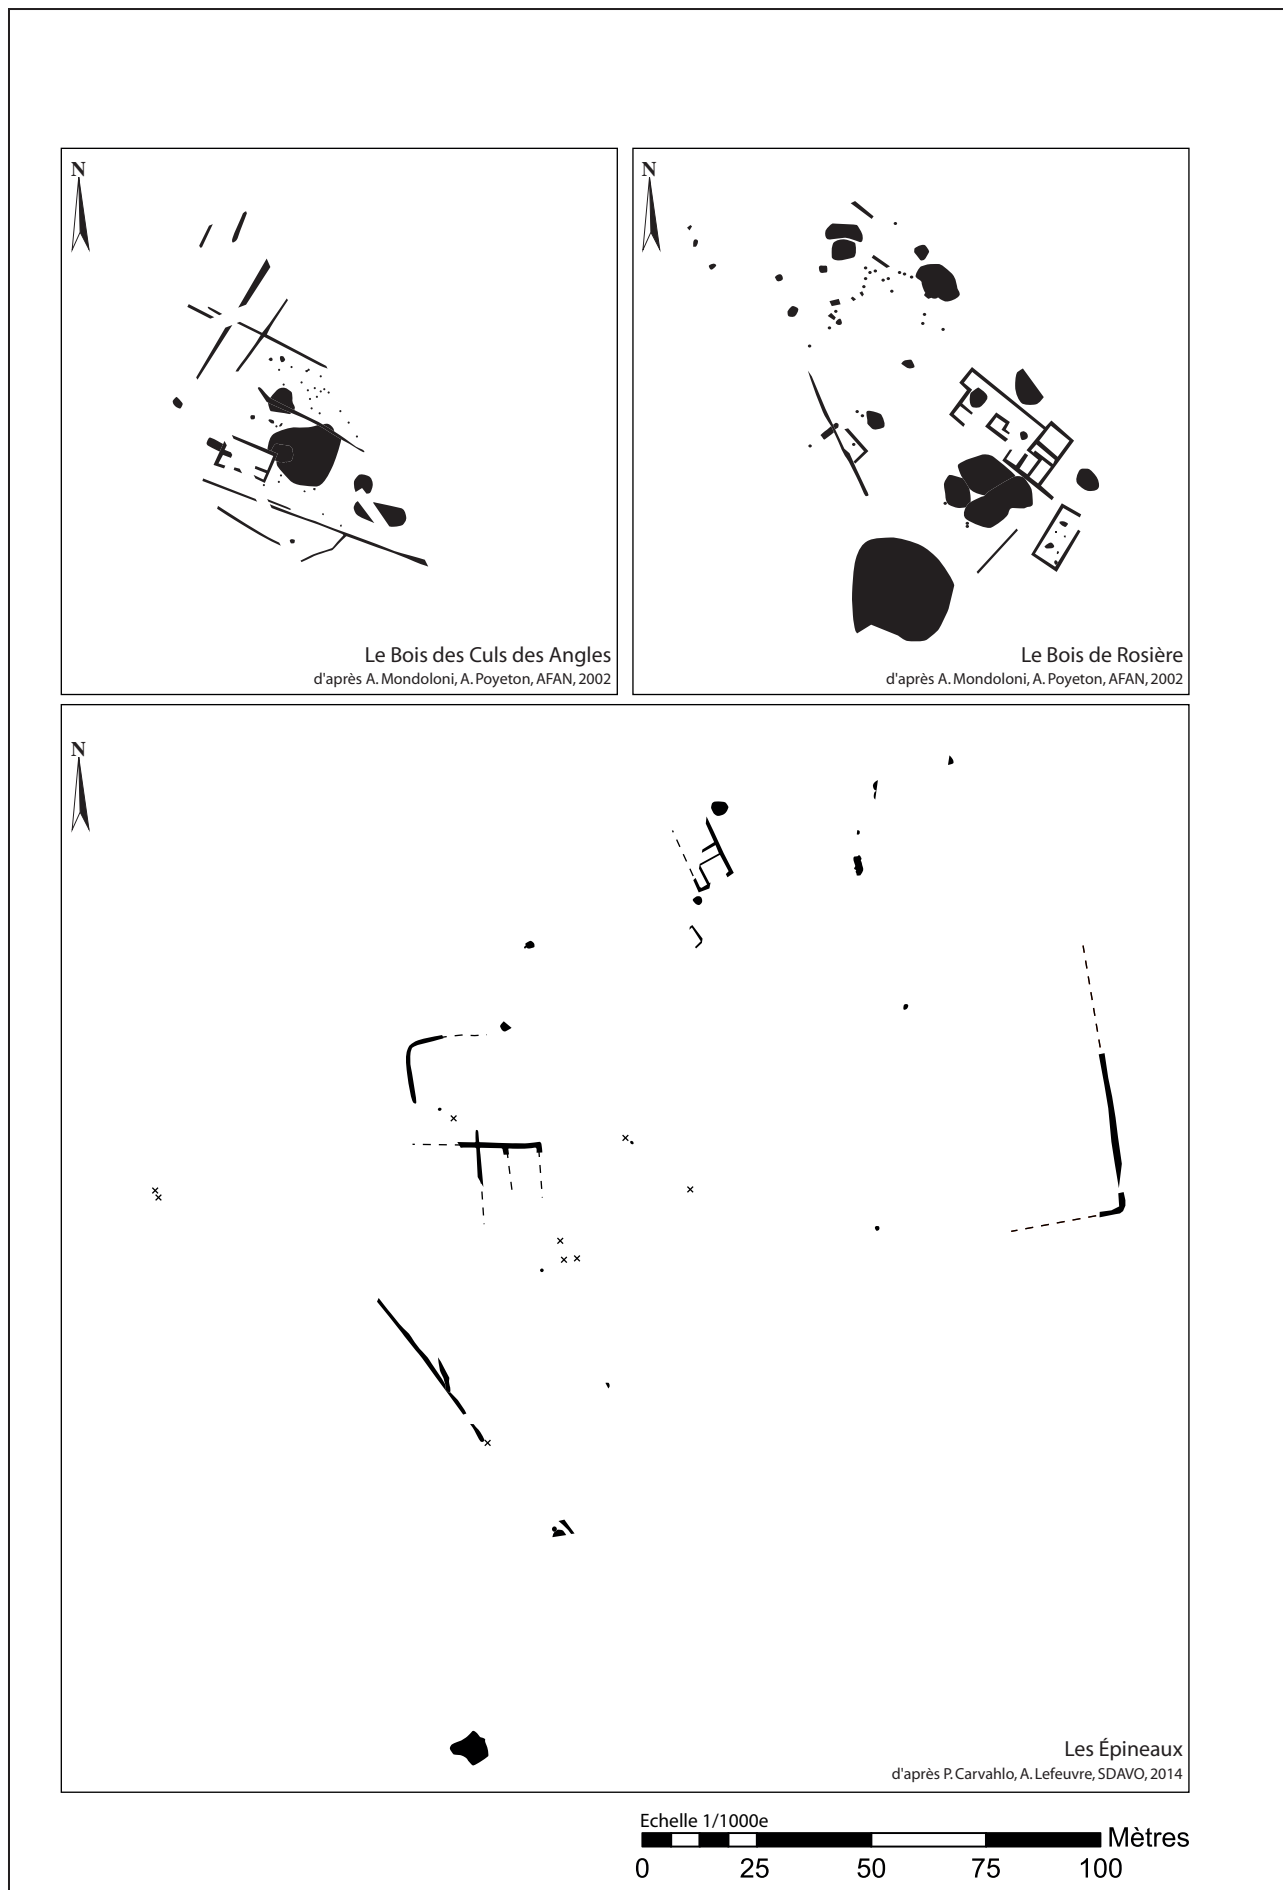 N
Le Bois des Culs des Angles
d'après A. Mondoloni, A. Poyeton, AFAN, 2002
N
Le Bois de Rosière
d'après A. Mondoloni, A. Poyeton, AFAN, 2002
N
Les Épineaux
d'après P. Carvahlo, A. Lefeuvre, SDAVO, 2014
Echelle 1/1000e
Mètres
0 25 50 75 100